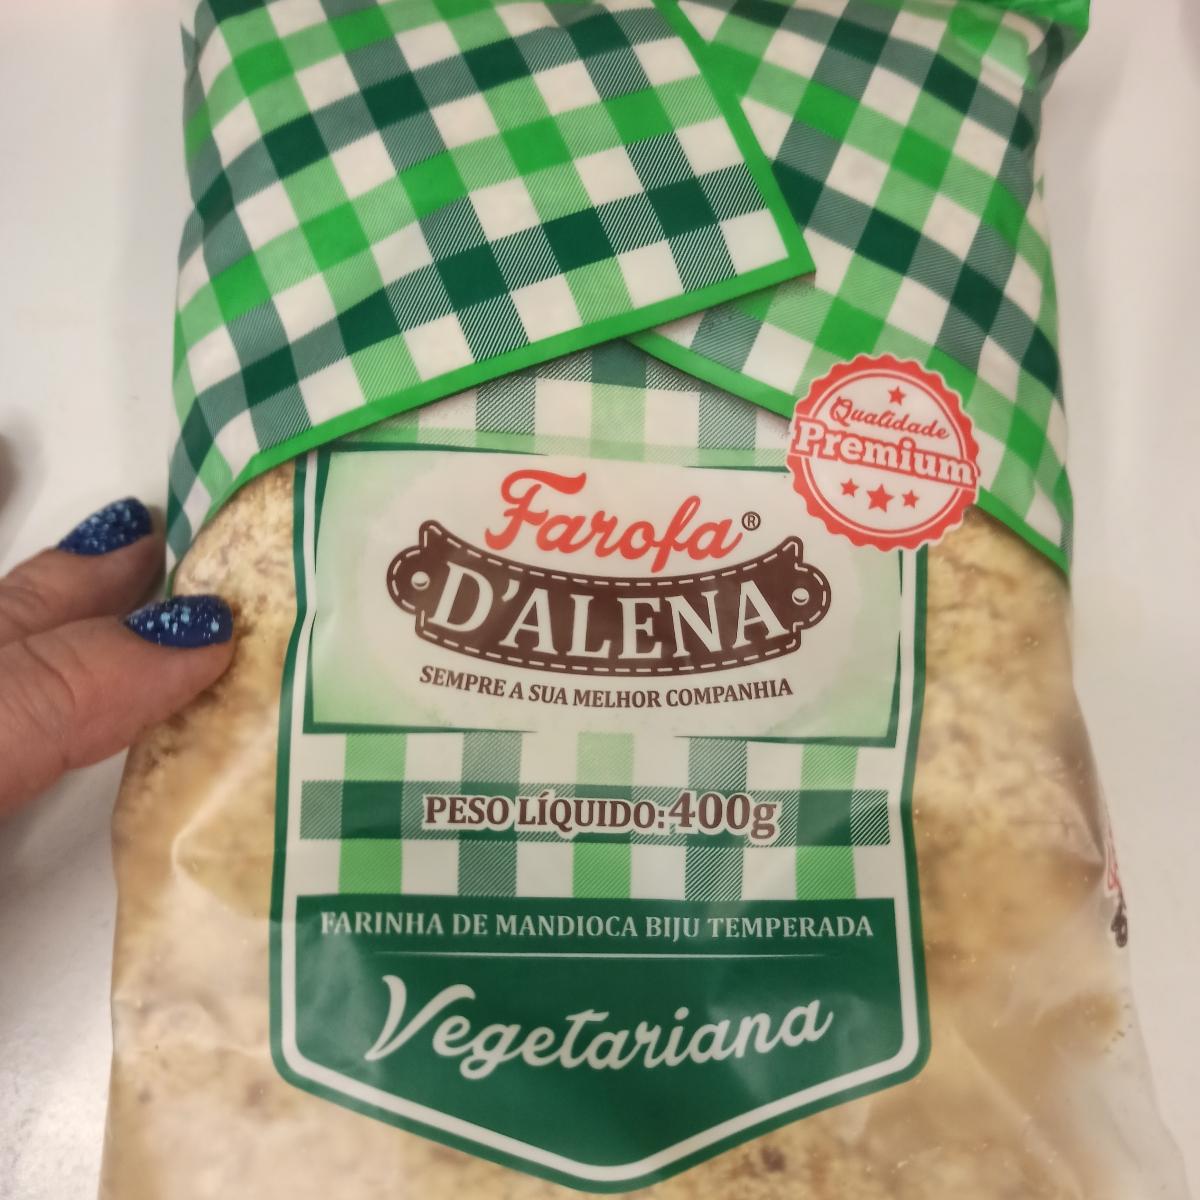 Qualidade
Premium
Farofa®
D'ALENA
SEMPRE A SUA MELHOR COMPANHIA
PESO LÍQUIDO: 400g
FARINHA DE MANDIOCA BIJU TEMPERADA
Vegetariana